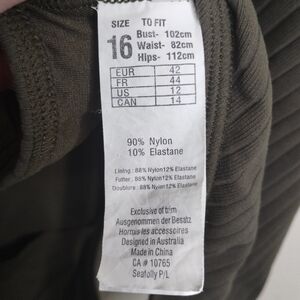 SIZE TO FIT
16 Bust- 102cm
Waist- 82cm
Hips- 112cm
EUR 42
FR 44
US 12
CAN 14
90% Nylon
10% Elastane
Lining : 88% Nylon12% Elastane
Futter : 88% Nylon12% Elastane
Doublure : 88% Nylon12% Elastane
Exclusive of trim
Ausgenommen der Besatz
Hormis les accessoires
Designed in Australia
Made in China
CA # 10765
Seafolly P/L